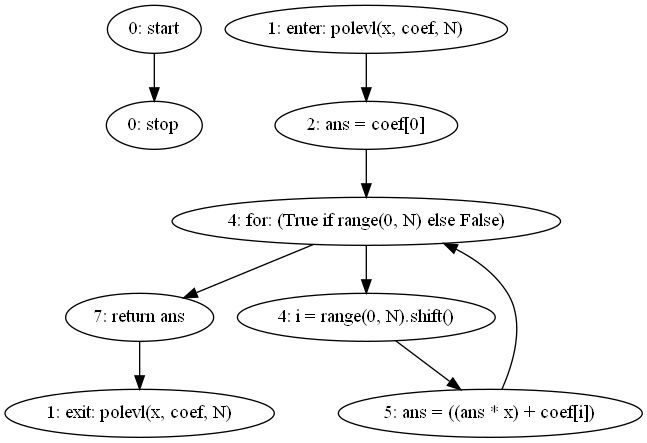 0: start
1: enter: polevl(x, coef, N)
0: stop
2: ans = coef[0]
4: for: (True if range(0, N) else False)
7: return ans
4: i = range(0, N).shift()
1: exit: polevl(x, coef, N)
5: ans = ((ans * x) + coef[i])